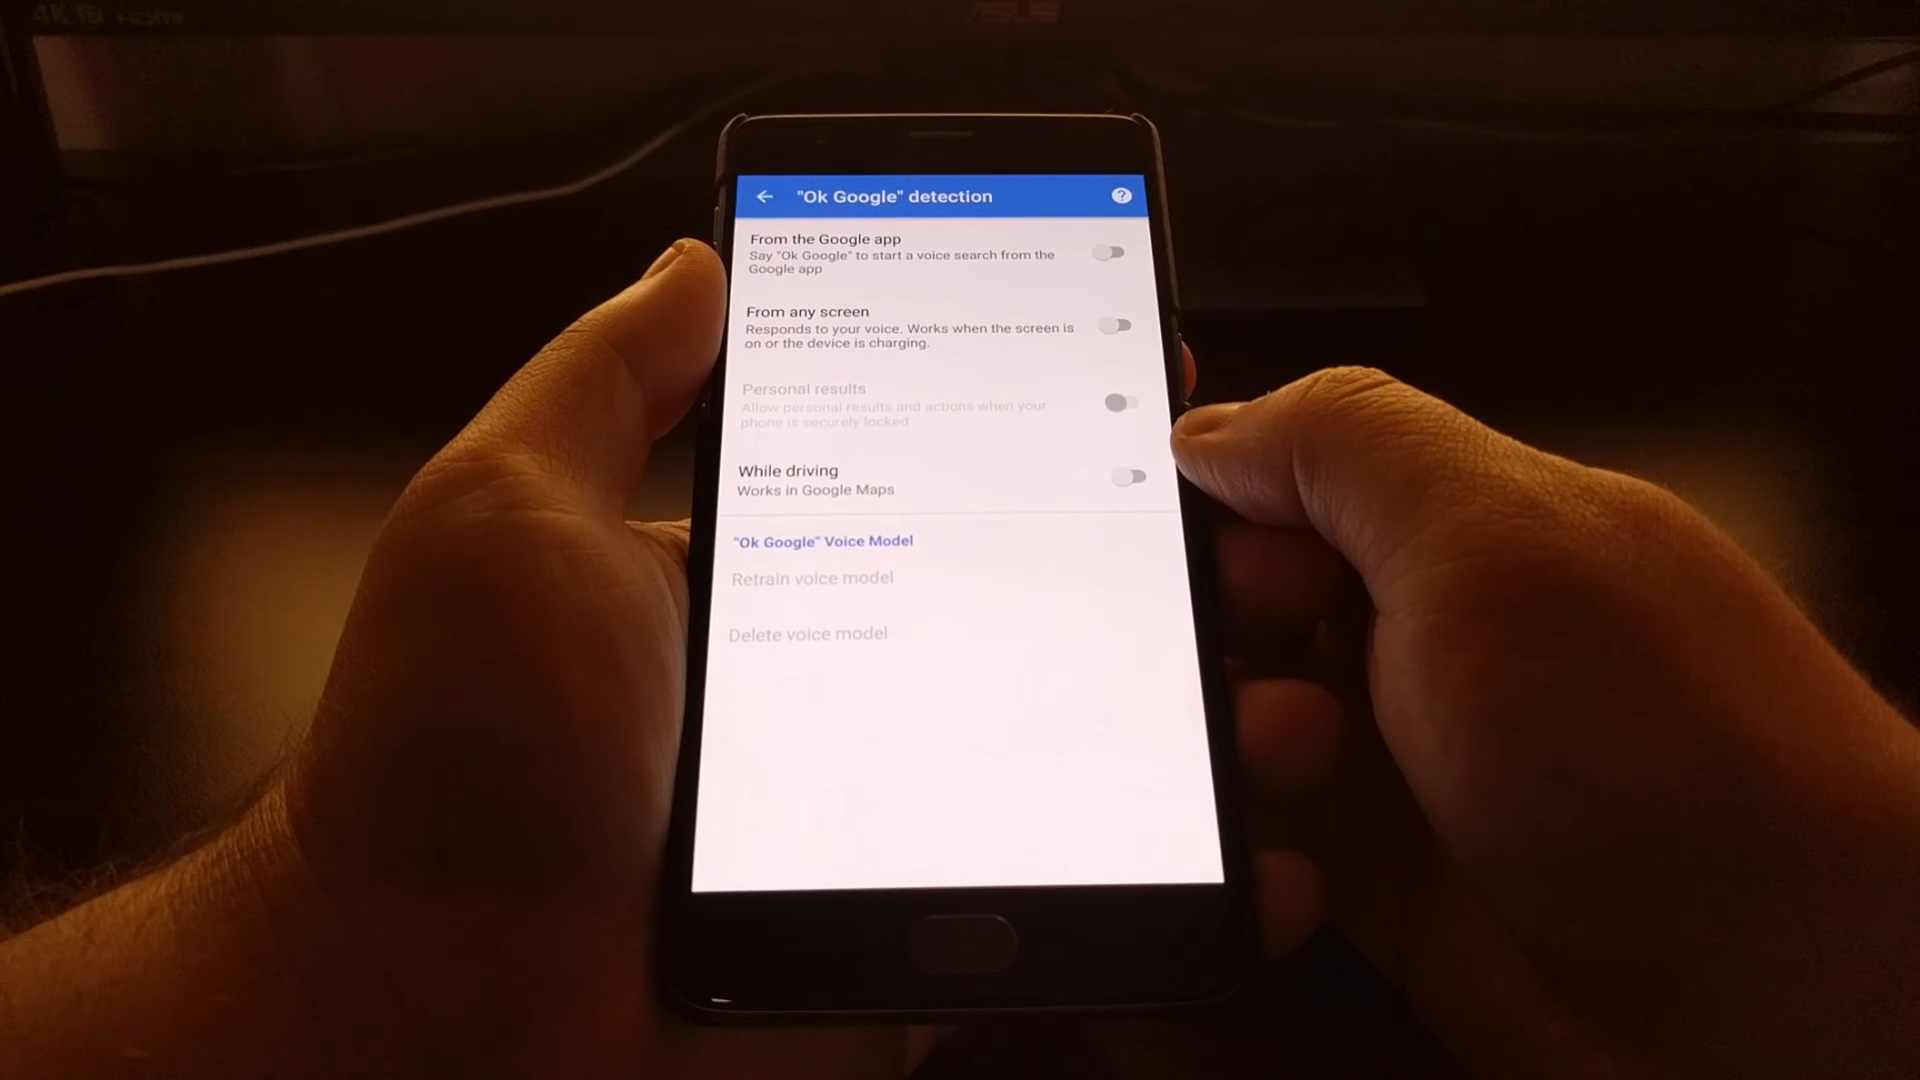 4K HDMI
ASUS
"Ok Google" detection
From the Google app
Say "Ok Google" to start a voice search from the
Google app
From any screen
Responds to your voice. Works when the screen is
on or the device is charging.
Personal results
Allow personal results and actions when your
phone is securely locked
While driving
Works in Google Maps
"Ok Google" Voice Model
Retrain voice model
Delete voice model